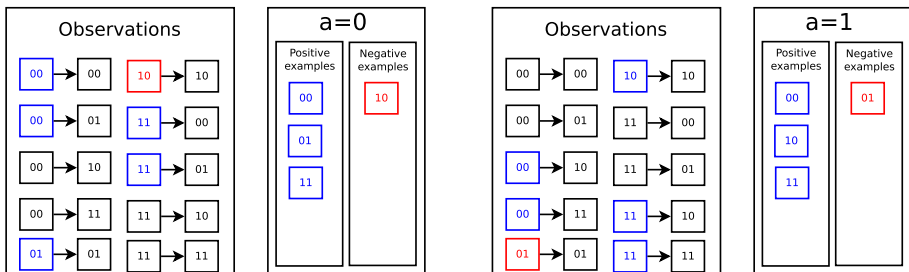 Observations
00 00 10 10
00 01 11 00
00 10 11 01
00 11 11 10
01 01 11 11
a=0
Positive examples
00
01
11
Negative examples
10
Observations
00 00 10 10
00 01 11 00
00 10 11 01
00 11 11 10
01 01 11 11
a=1
Positive examples
00
10
11
Negative examples
01